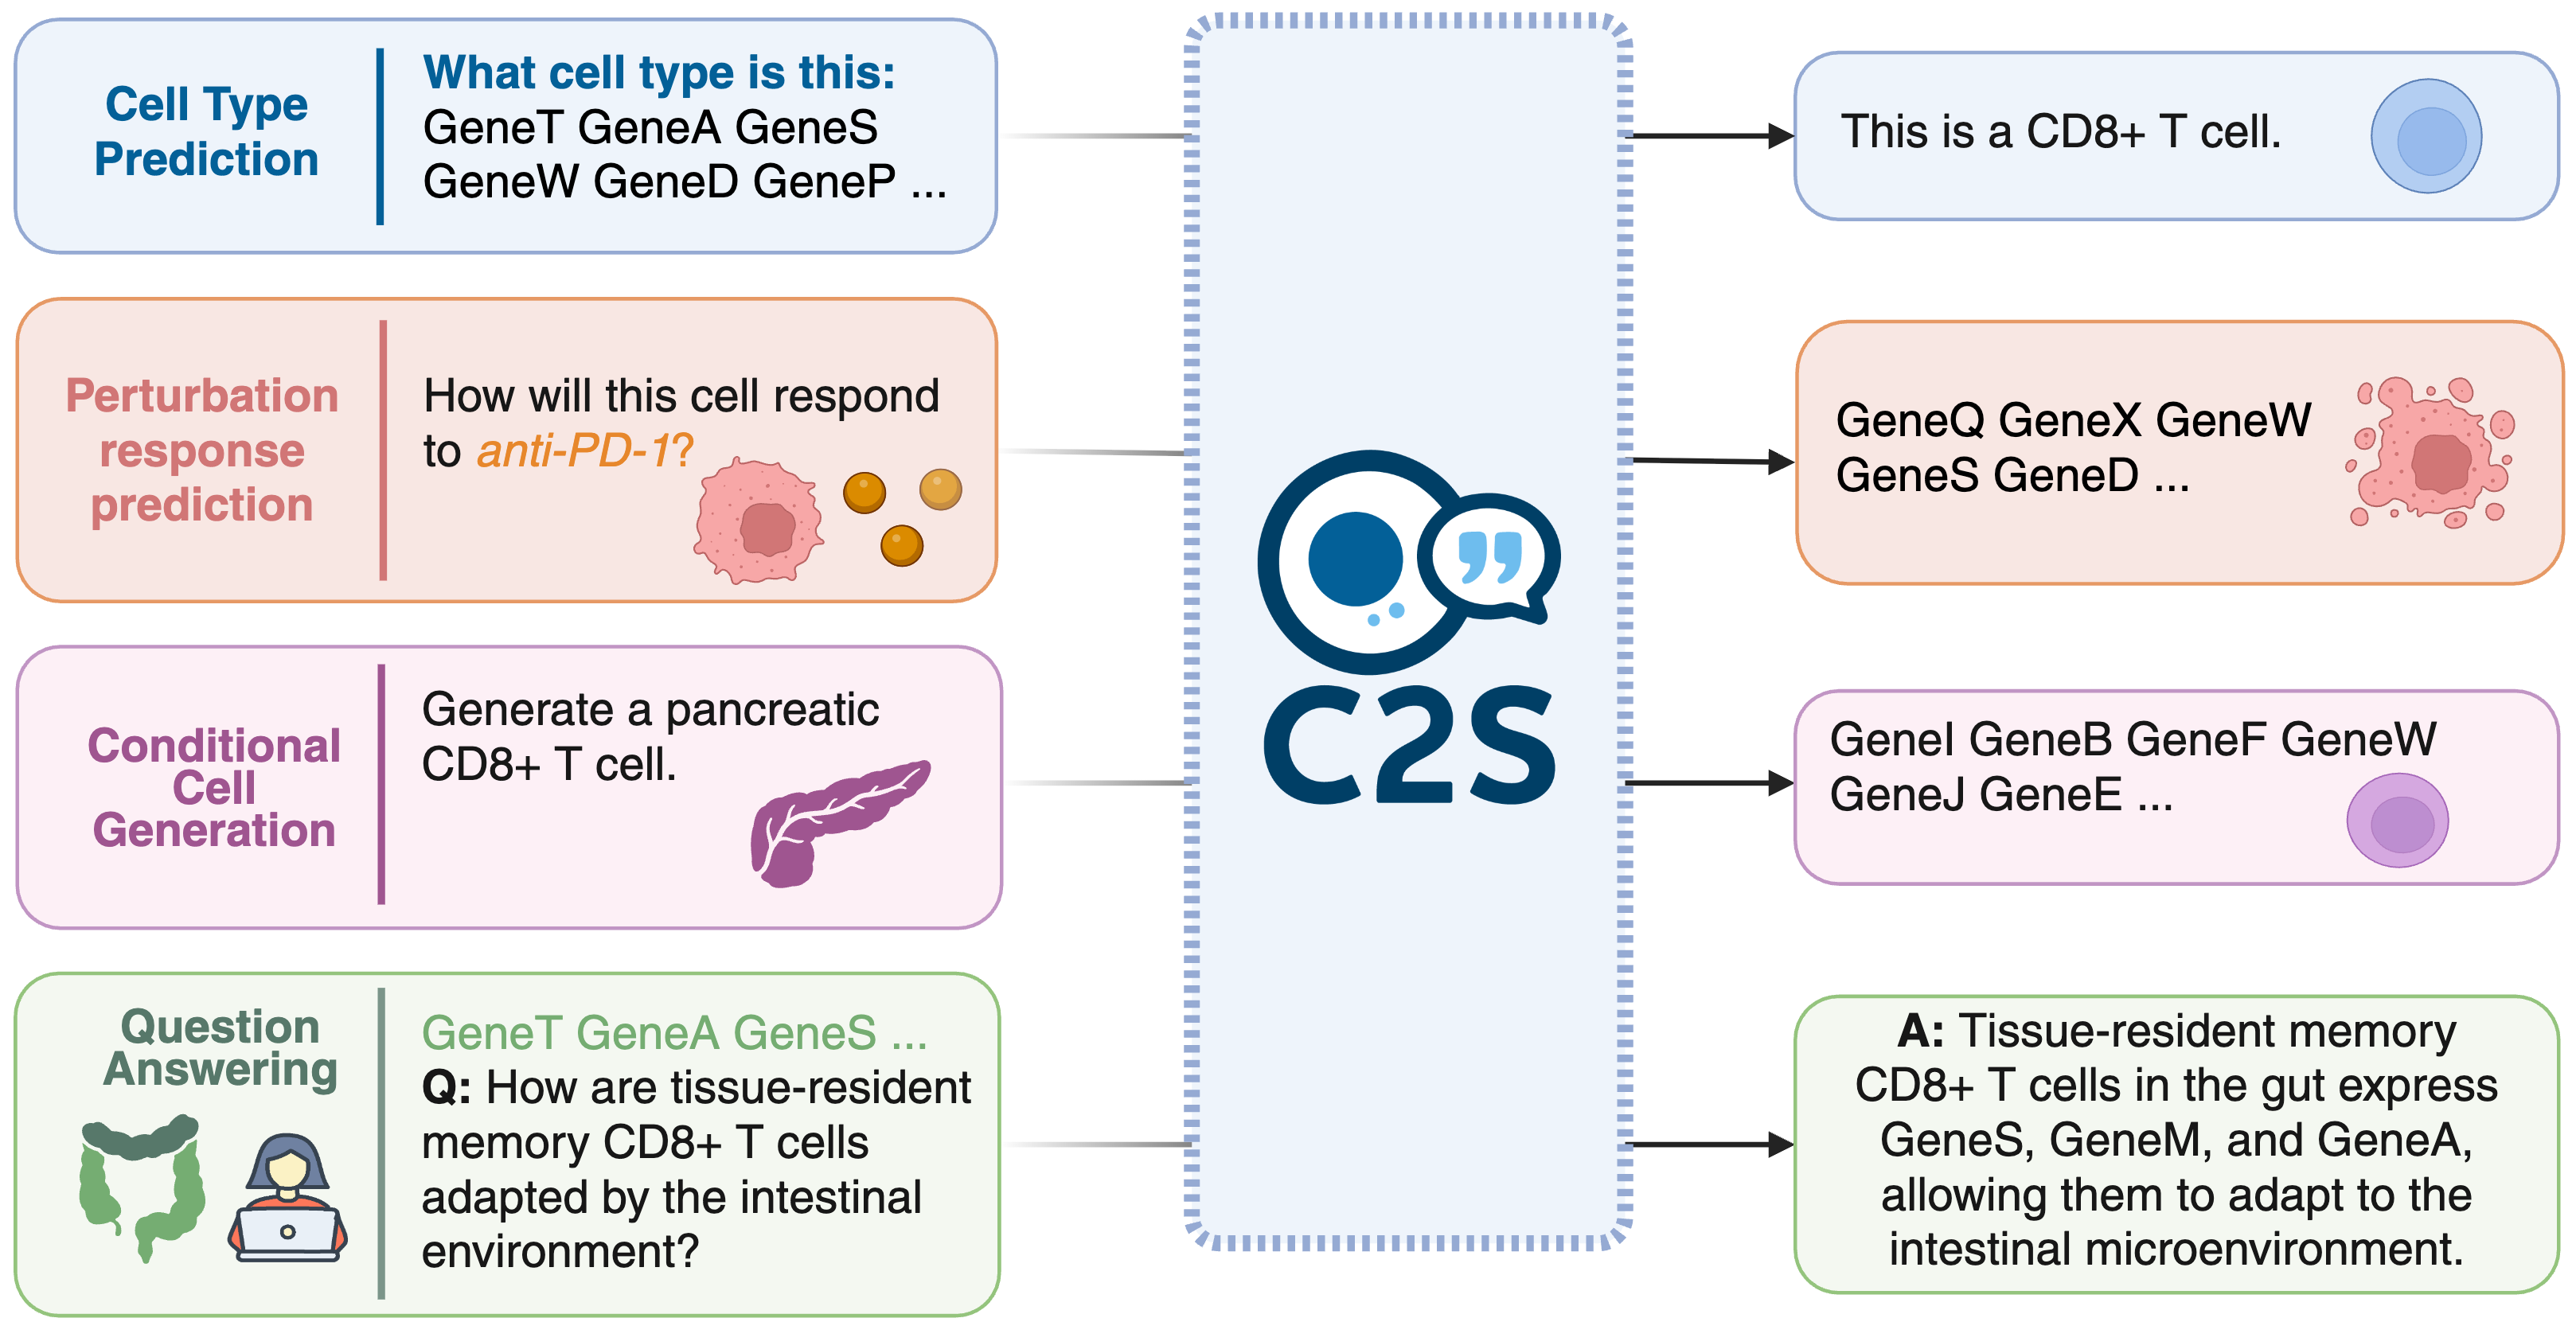 Cell Type
Prediction
What cell type is this:
GeneT GeneA GeneS
GeneW GeneD GeneP ...
This is a CD8+ T cell.
Perturbation
response
prediction
How will this cell respond
to anti-PD-1?
GeneQ GeneX GeneW
GeneS GeneD ...
C2S
Conditional
Cell
Generation
Generate a pancreatic
CD8+ T cell.
GeneI GeneB GeneF GeneW
GeneJ GeneE ...
Question
Answering
GeneT GeneA GeneS ...
Q: How are tissue-resident
memory CD8+ T cells
adapted by the intestinal
environment?
A: Tissue-resident memory
CD8+ T cells in the gut express
GeneS, GeneM, and GeneA,
allowing them to adapt to the
intestinal microenvironment.